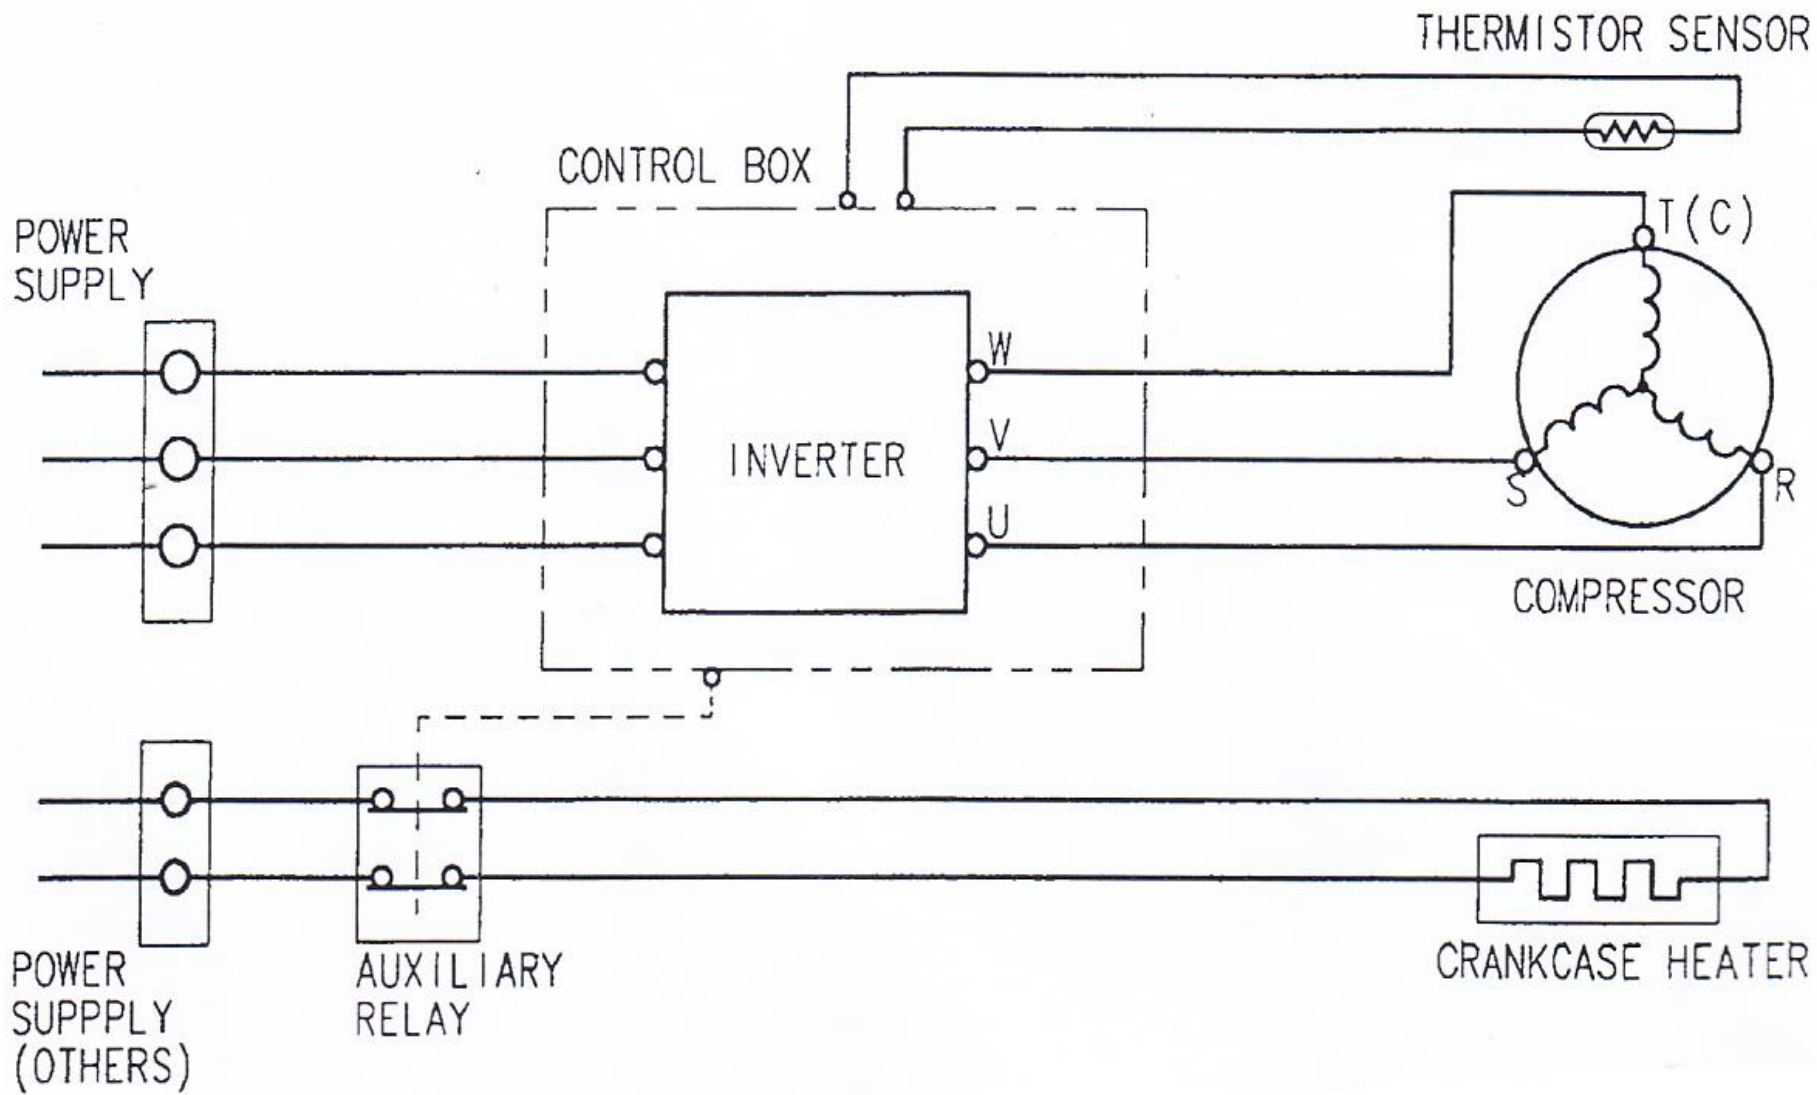 THERMISTOR SENSOR
CONTROL BOX
POWER
SUPPLY
T(C)
W
V
INVERTER
S
R
U
COMPRESSOR
POWER
SUPPPLY
(OTHERS)
AUXILIARY
RELAY
CRANKCASE HEATER